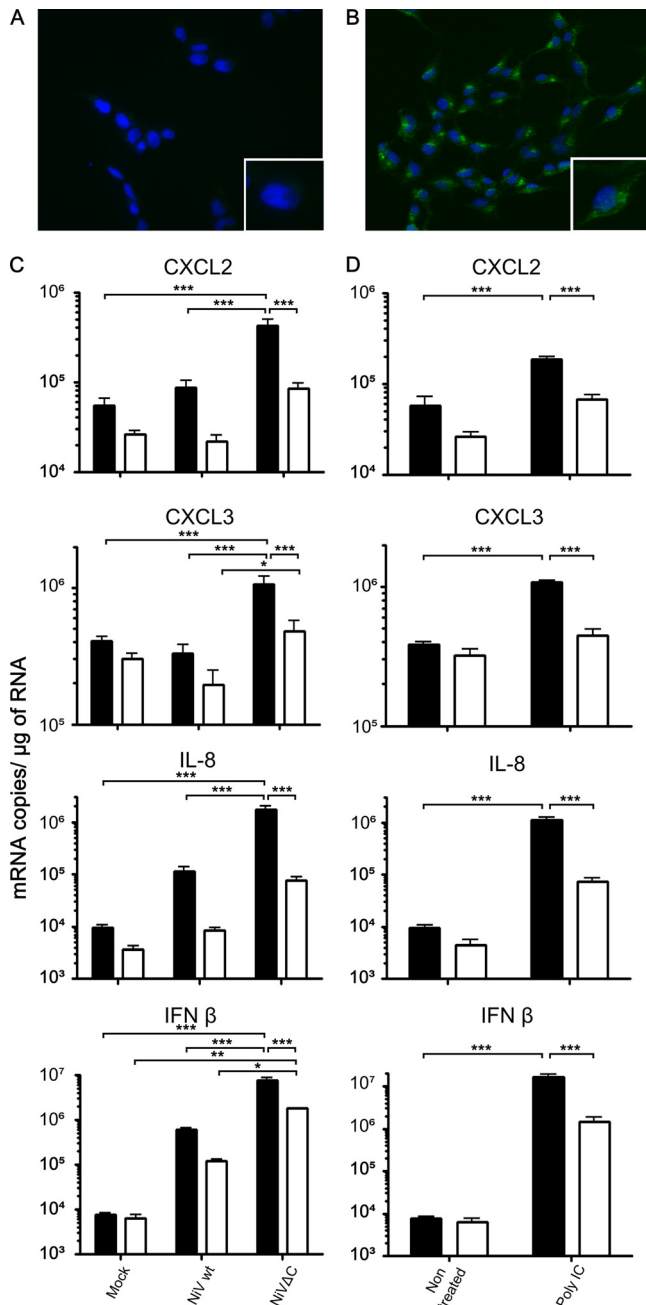 A B
C D
CXCL2 CXCL2
*** ***
*** *** ***
10⁶ 10⁶
10⁵ 10⁵
10⁴ 10⁴
CXCL3 CXCL3
*** ***
*** *** ***
*
10⁶ 10⁶
10⁵ 10⁵
mRNA copies/ µg of RNA
IL-8 IL-8
*** ***
*** *** ***
10⁶ 10⁶
10⁵ 10⁵
10⁴ 10⁴
10³ 10³
IFN β IFN β
*** *** ***
*** ***
**
*
10⁷ 10⁷
10⁶ 10⁶
10⁵ 10⁵
10⁴ 10⁴
10³ 10³
Mock NiV wt NiVΔC Non Poly IC